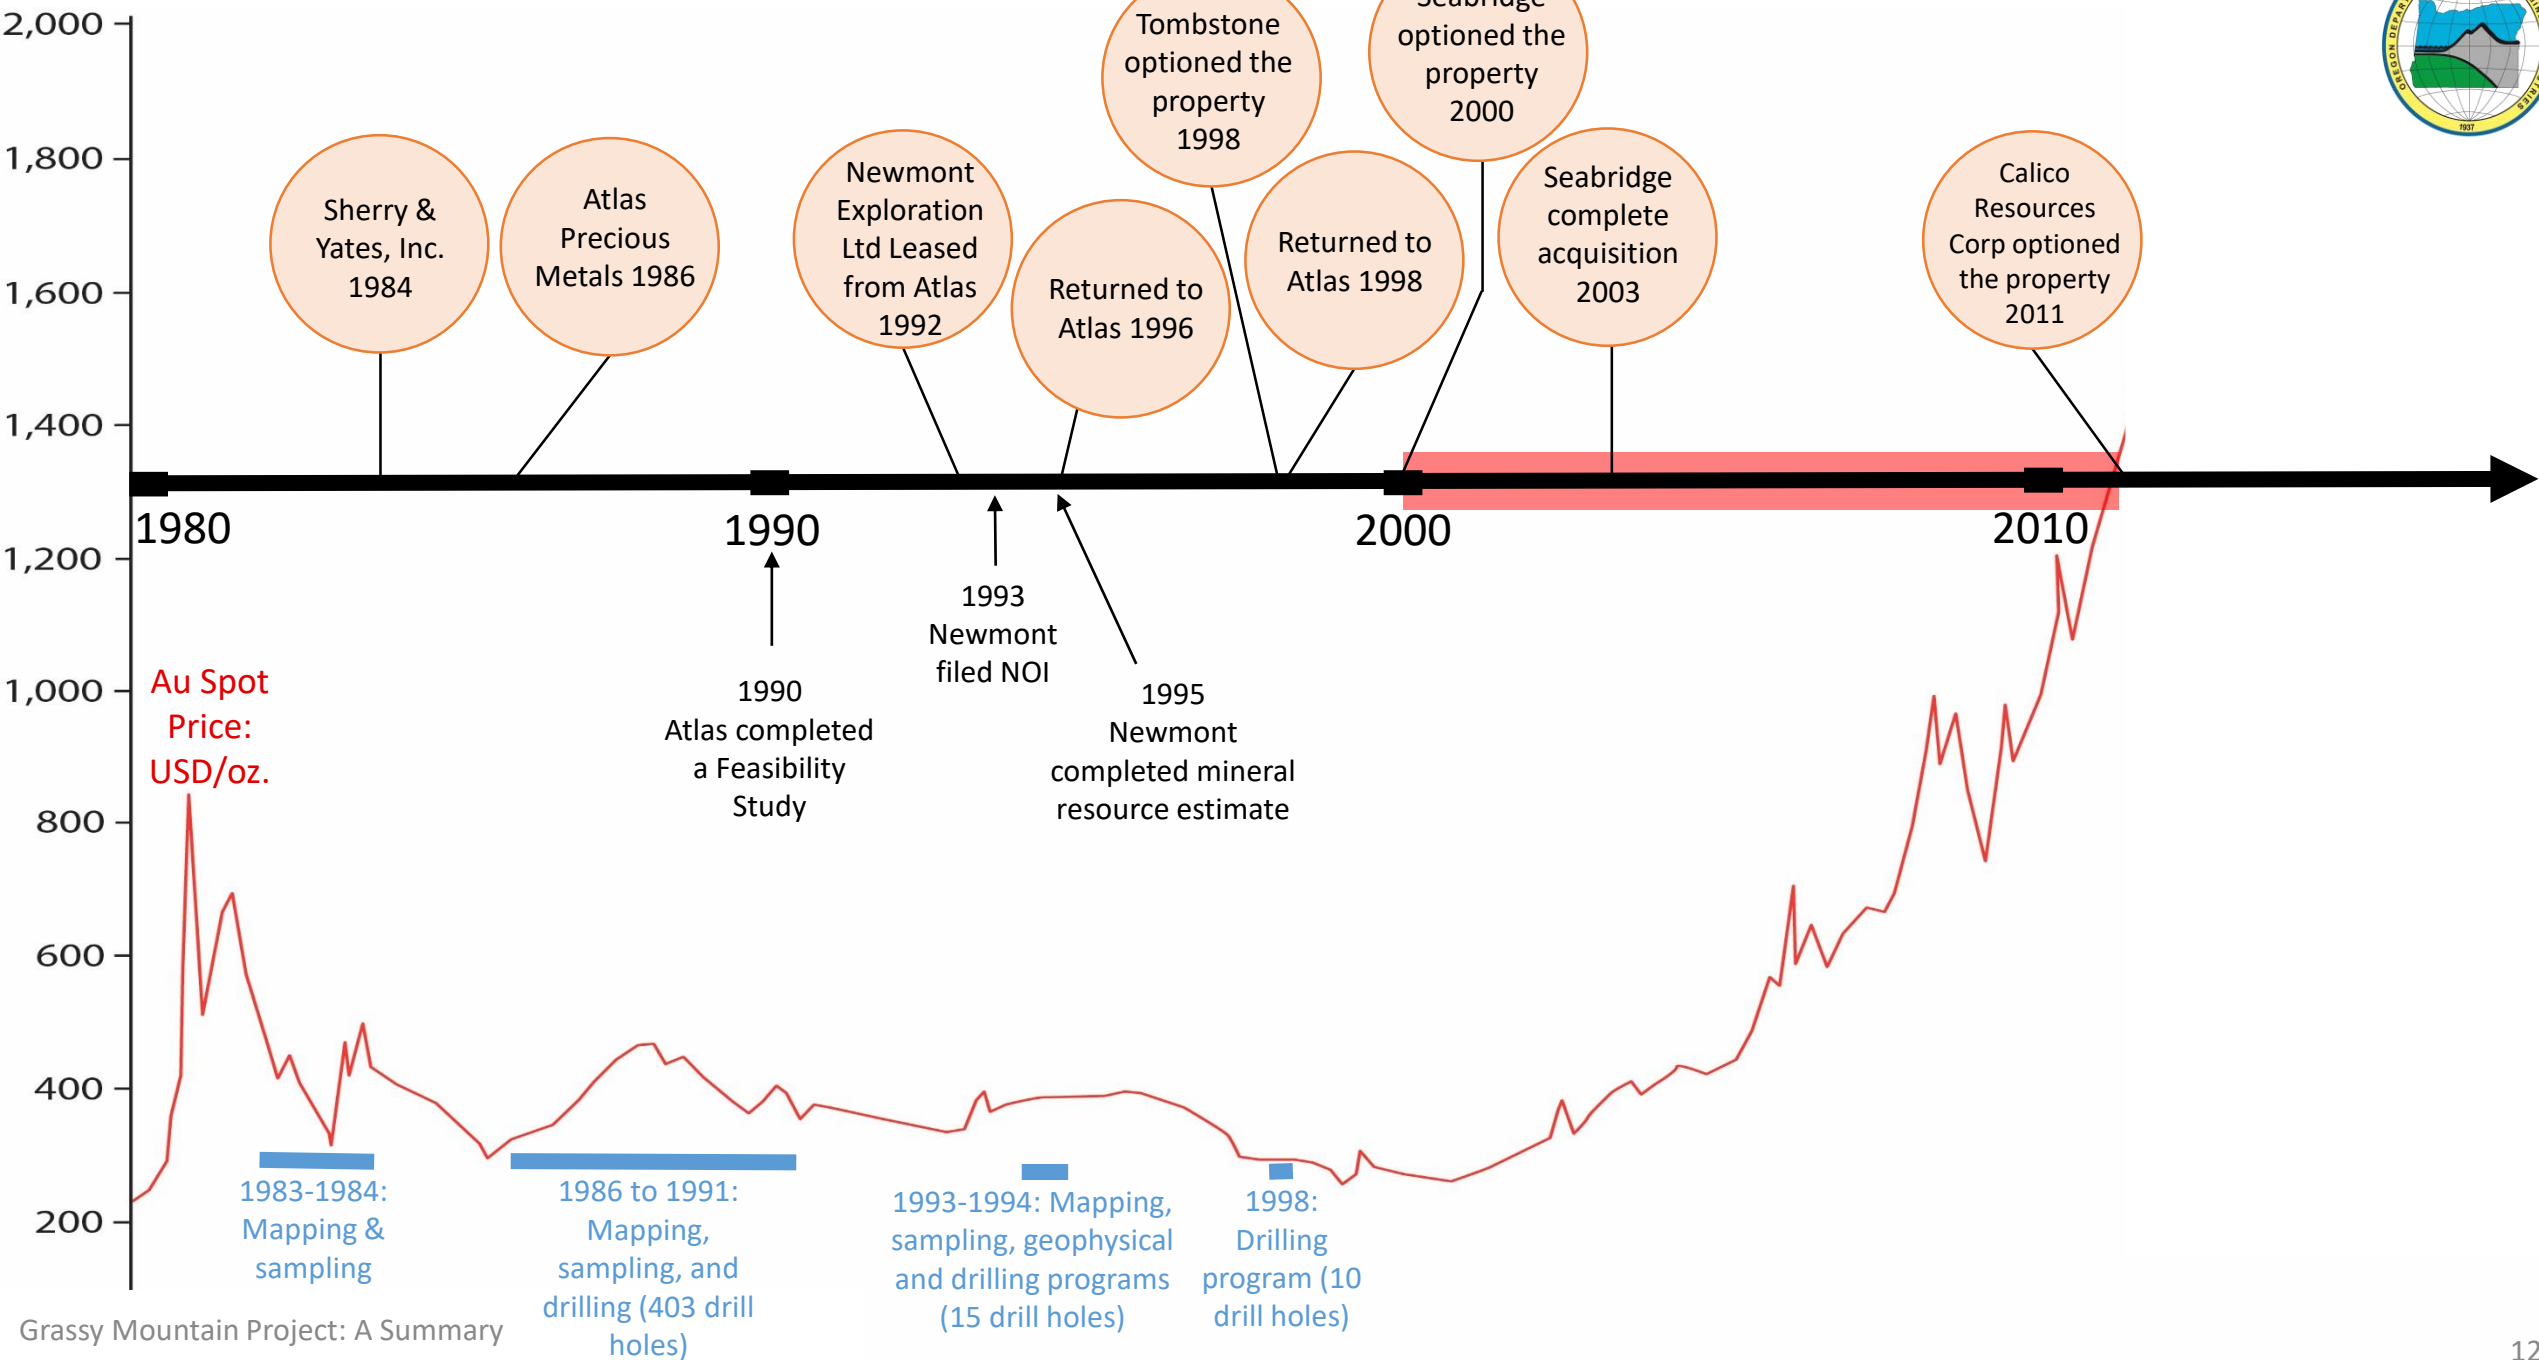 2,000
1,800
1,600
1,400
1,200
1,000
800
600
400
200
Sherry &
Yates, Inc.
1984
Atlas
Precious
Metals 1986
Newmont
Exploration
Ltd Leased
from Atlas
1992
Returned to
Atlas 1996
Tombstone
optioned the
property
1998
Returned to
Atlas 1998
Seabridge
optioned the
property
2000
Seabridge
complete
acquisition
2003
Calico
Resources
Corp optioned
the property
2011
OREGON
1937
1980
1990
2000
2010
1990
Atlas completed
a Feasibility
Study
1993
Newmont
filed NOI
1995
Newmont
completed mineral
resource estimate
Au Spot
Price:
USD/oz.
1983-1984:
Mapping &
sampling
1986 to 1991:
Mapping,
sampling, and
drilling (403 drill
holes)
1993-1994: Mapping,
sampling, geophysical
and drilling programs
(15 drill holes)
1998:
Drilling
program (10
drill holes)
Grassy Mountain Project: A Summary
12